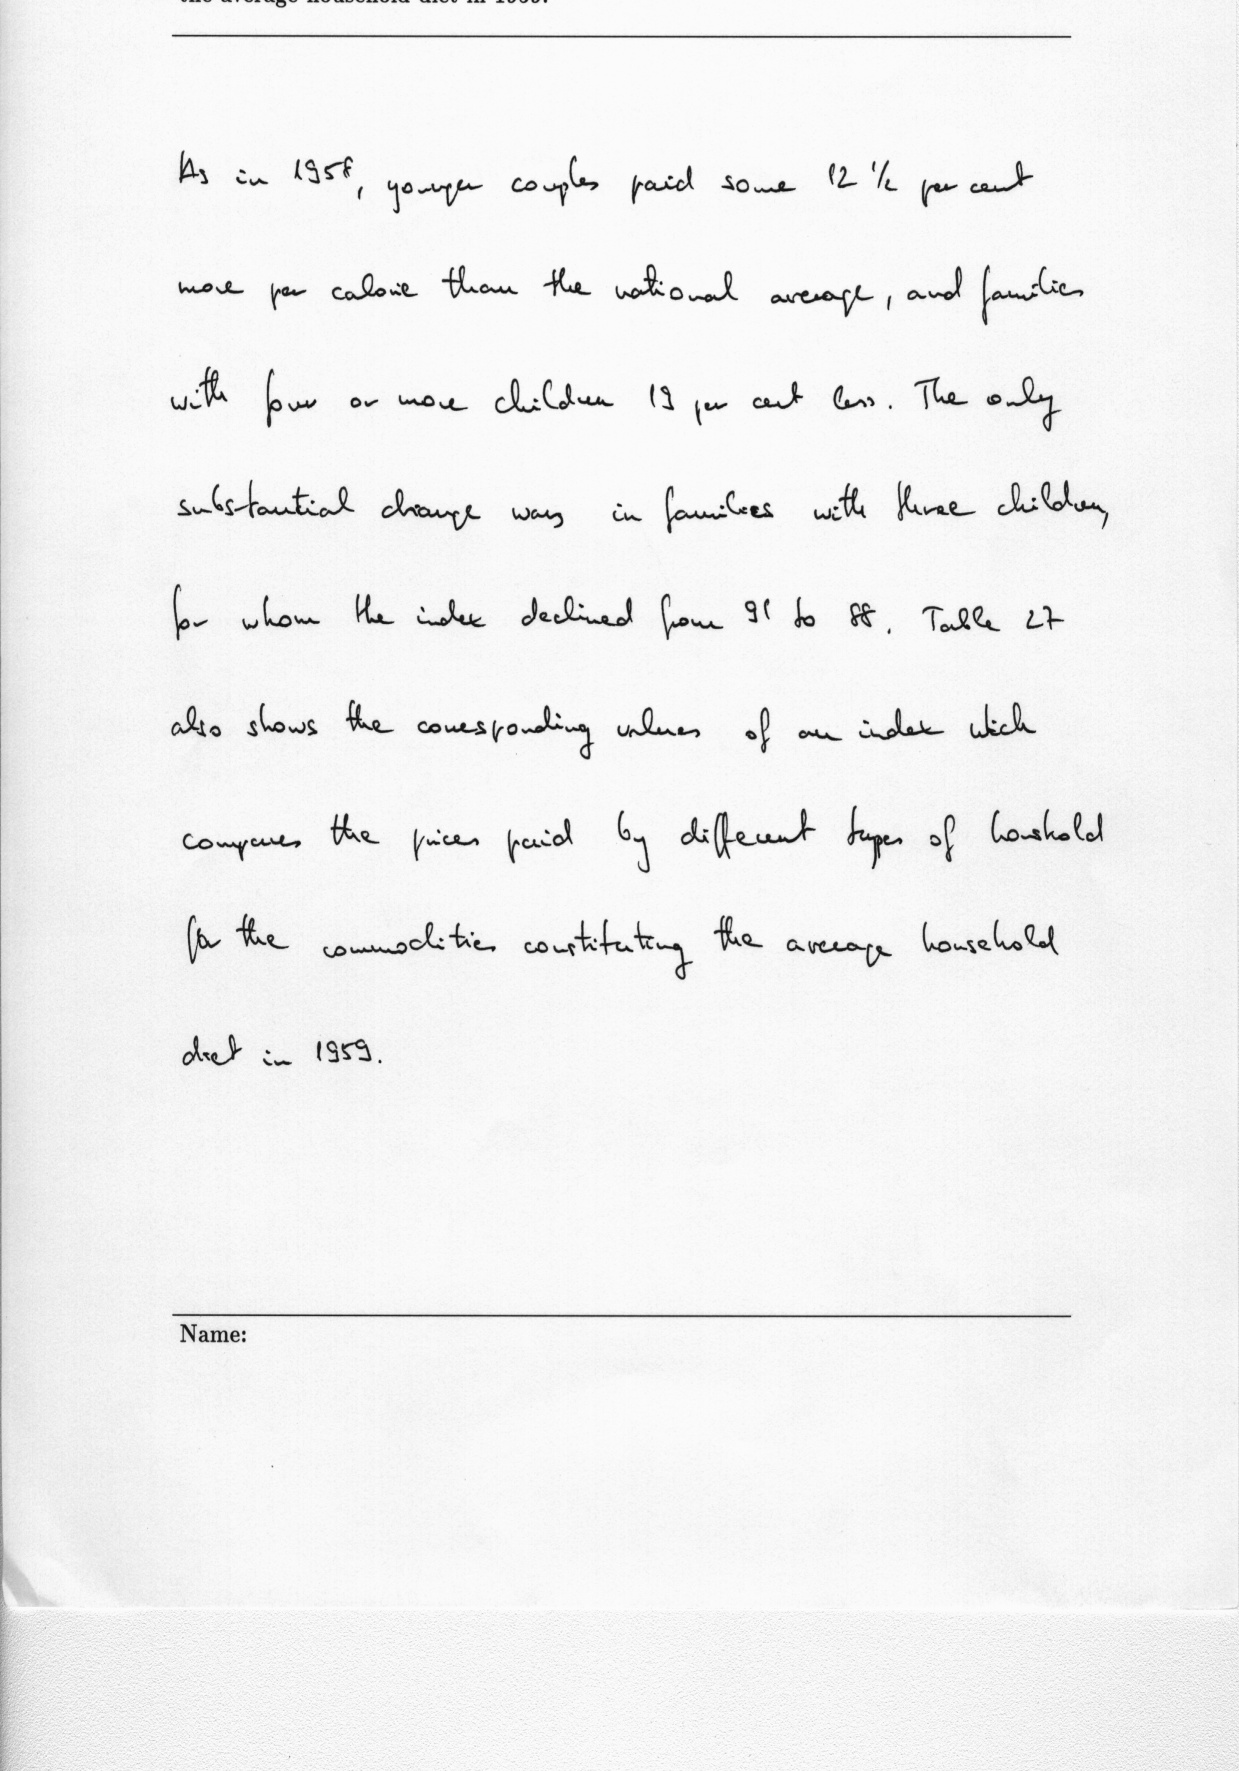 the average household diet in 1959.
As in 1958, younger couples paid some 12 1/2 per cent
more per calorie than the national average, and families
with four or more children 19 per cent less. The only
substantial change was in families with three children,
for whom the index declined from 91 to 88. Table 27
also shows the corresponding values of an index wich
compares the prices paid by different types of houshold
for the commodities constituting the average household
diet in 1959.
Name: